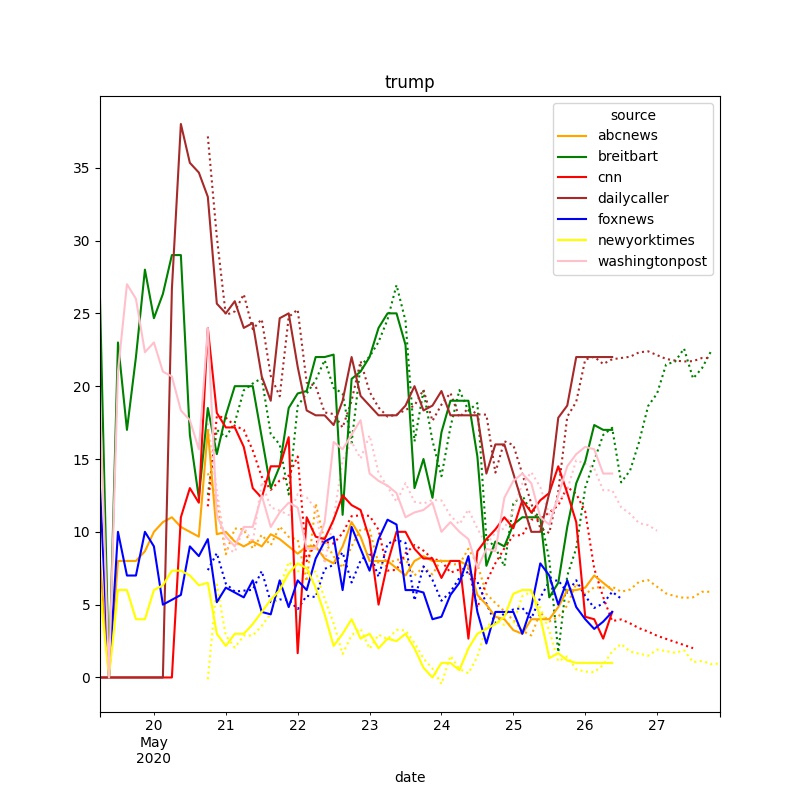 trump
source
abcnews
breitbart
cnn
dailycaller
foxnews
newyorktimes
washingtonpost
35
30
25
20
15
10
5
0
20 21 22 23 24 25 26 27
May
2020
date